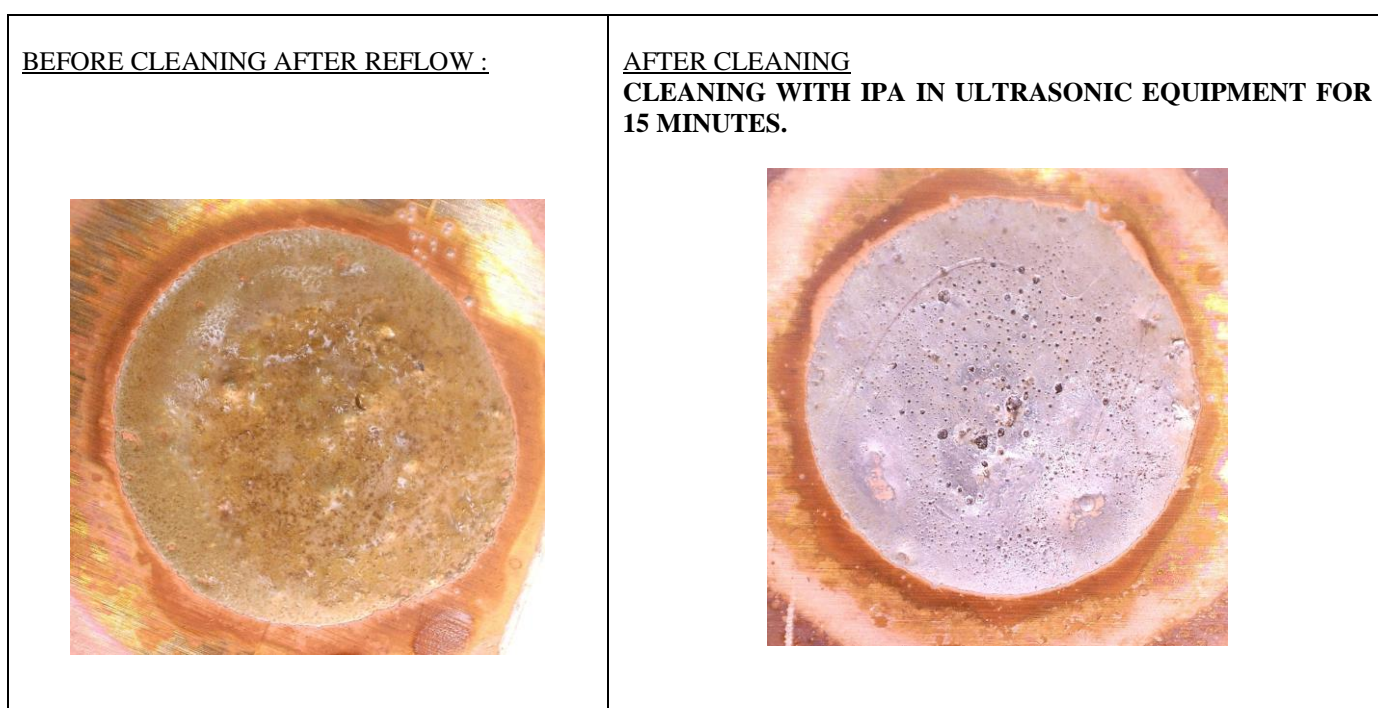 BEFORE CLEANING AFTER REFLOW :
AFTER CLEANING
CLEANING WITH IPA IN ULTRASONIC EQUIPMENT FOR
15 MINUTES.